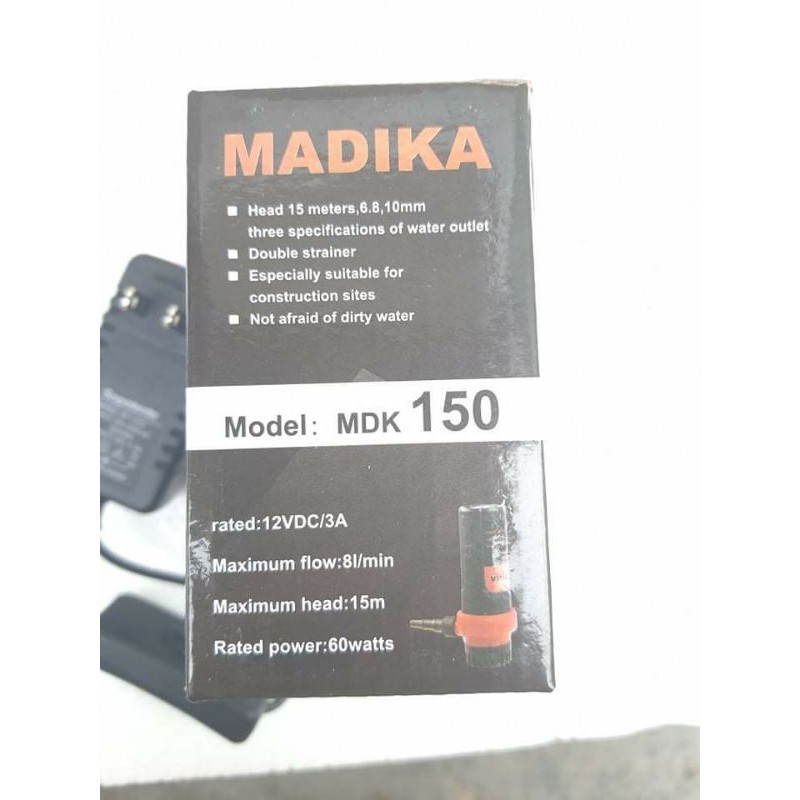 MADIKA
Head 15 meters,6.8,10mm
three specifications of water outlet
Double strainer
Especially suitable for
construction sites
Not afraid of dirty water
Model: MDK 150
rated:12VDC/3A
Maximum flow:8l/min
Maximum head:15m
Rated power:60watts